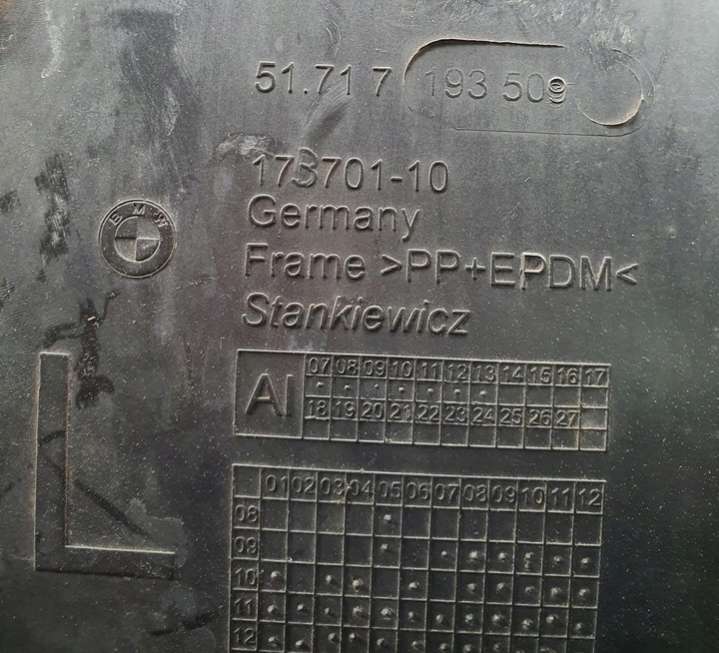 51.71 7 193 509
173701-10
BMW
Germany
Frame >PP+EPDM<
Stankiewicz
AI
07 08 09 10 11 12 13 14 15 16 17
18 19 20 21 22 23 24 25 26 27
01 02 03 04 05 06 07 08 09 10 11 12
08
09
10
11
12